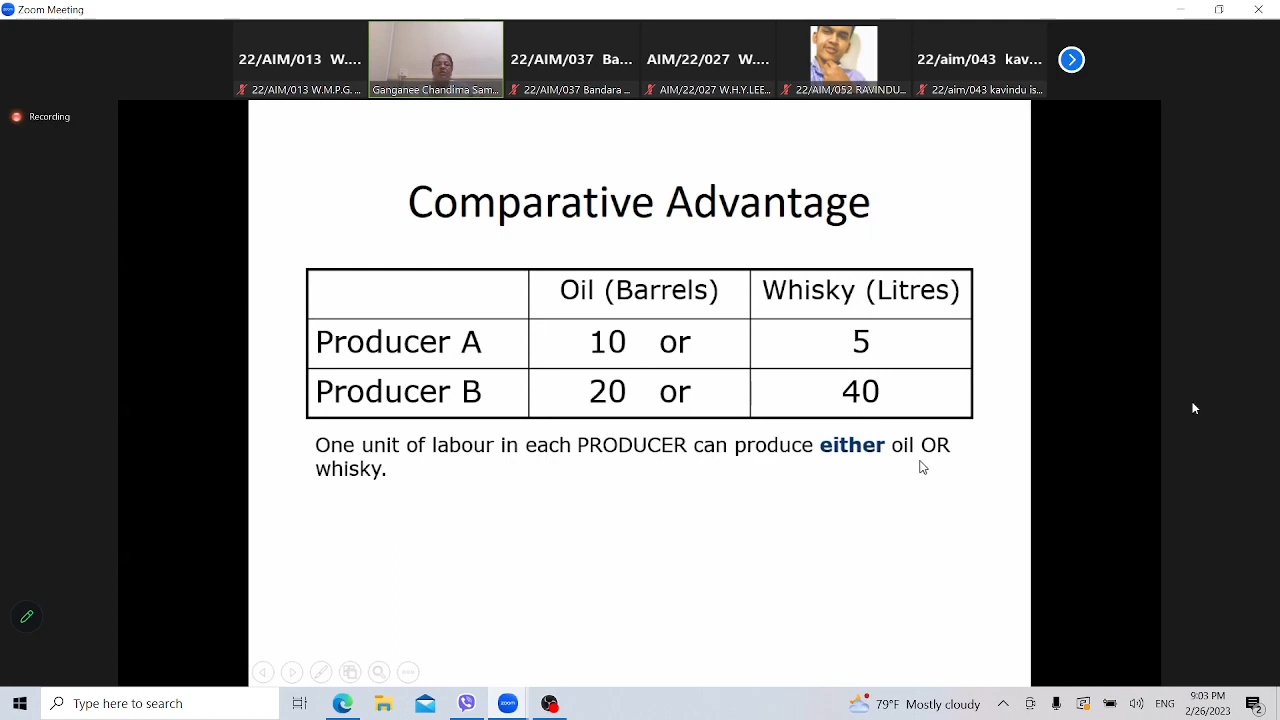 Zoom Meeting
22/AIM/013 W....
22/AIM/037 Ba...
AIM/22/027 W....
22/aim/043 kav...
22/AIM/013 W.M.P.G. ...
Ganganee Chandima Sam...
22/AIM/037 Bandara ...
AIM/22/027 W.H.Y.LEE...
22/AIM/052 RAVINDU...
22/aim/043 kavindu is...
Recording
Comparative Advantage
Oil (Barrels) Whisky (Litres)
Producer A 10 or 5
Producer B 20 or 40
One unit of labour in each PRODUCER can produce either oil OR
whisky.
Type here to search
zoom
79°F Mostly cloudy
ENG
9:03 PM
2/26/2023
2